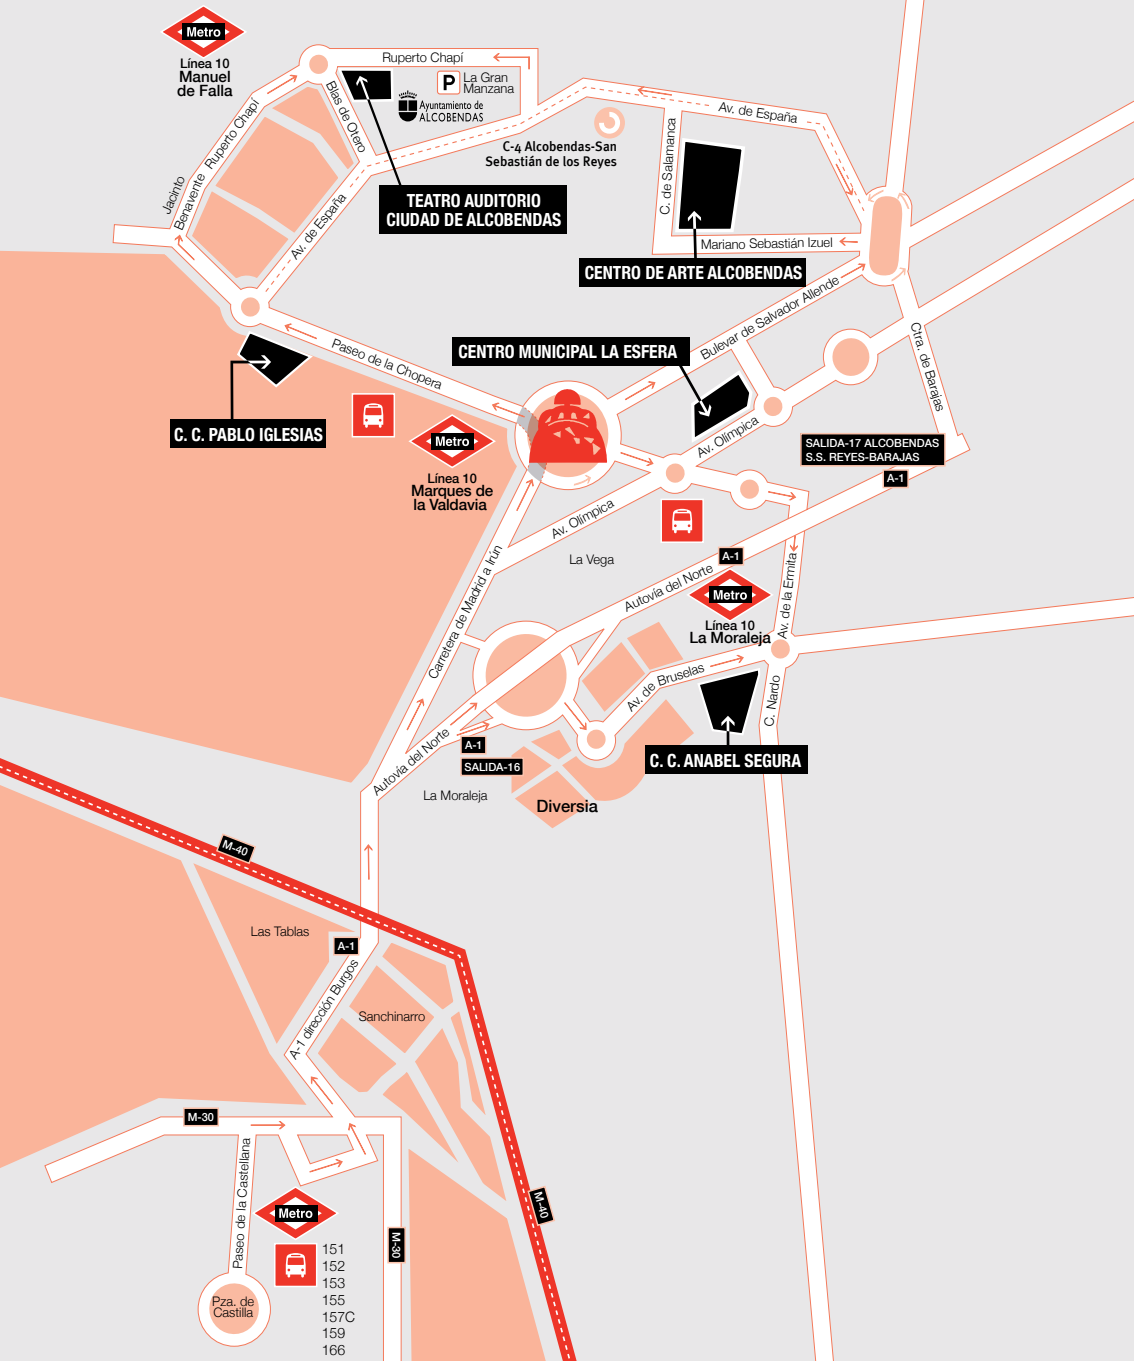 Metro
Línea 10
Manuel
de Falla
Ruperto Chapí
P
La Gran
Manzana
Ayuntamiento de
ALCOBENDAS
Blas de Otero
Ruperto Chapí
Jacinto
Benavente
Av. de España
Av. de España
C-4 Alcobendas-San
Sebastián de los Reyes
TEATRO AUDITORIO
CIUDAD DE ALCOBENDAS
C. de Salamanca
Mariano Sebastián Izuel
CENTRO DE ARTE ALCOBENDAS
Bulevar de Salvador Allende
Ctra. de Barajas
Paseo de la Chopera
CENTRO MUNICIPAL LA ESFERA
C. C. PABLO IGLESIAS
Metro
Línea 10
Marques de
la Valdavia
Av. Olímpica
SALIDA-17 ALCOBENDAS
S.S. REYES-BARAJAS
A-1
Av. Olímpica
La Vega
A-1
Autovía del Norte
Metro
Línea 10
La Moraleja
Av. de la Ermita
Carretera de Madrid a Irún
Av. de Bruselas
C. Nardo
Autovía del Norte
A-1
SALIDA-16
C. C. ANABEL SEGURA
La Moraleja
Diversia
M-40
Las Tablas
A-1
A-1 dirección Burgos
Sanchinarro
M-30
Paseo de la Castellana
Metro
M-40
M-30
151
152
153
155
157C
159
166
Pza. de
Castilla